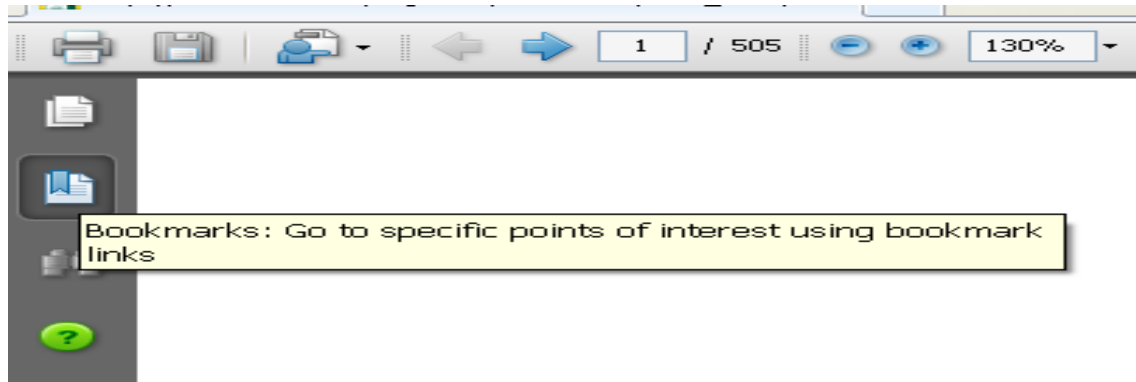 1 / 505 130%
Bookmarks: Go to specific points of interest using bookmark
links
?